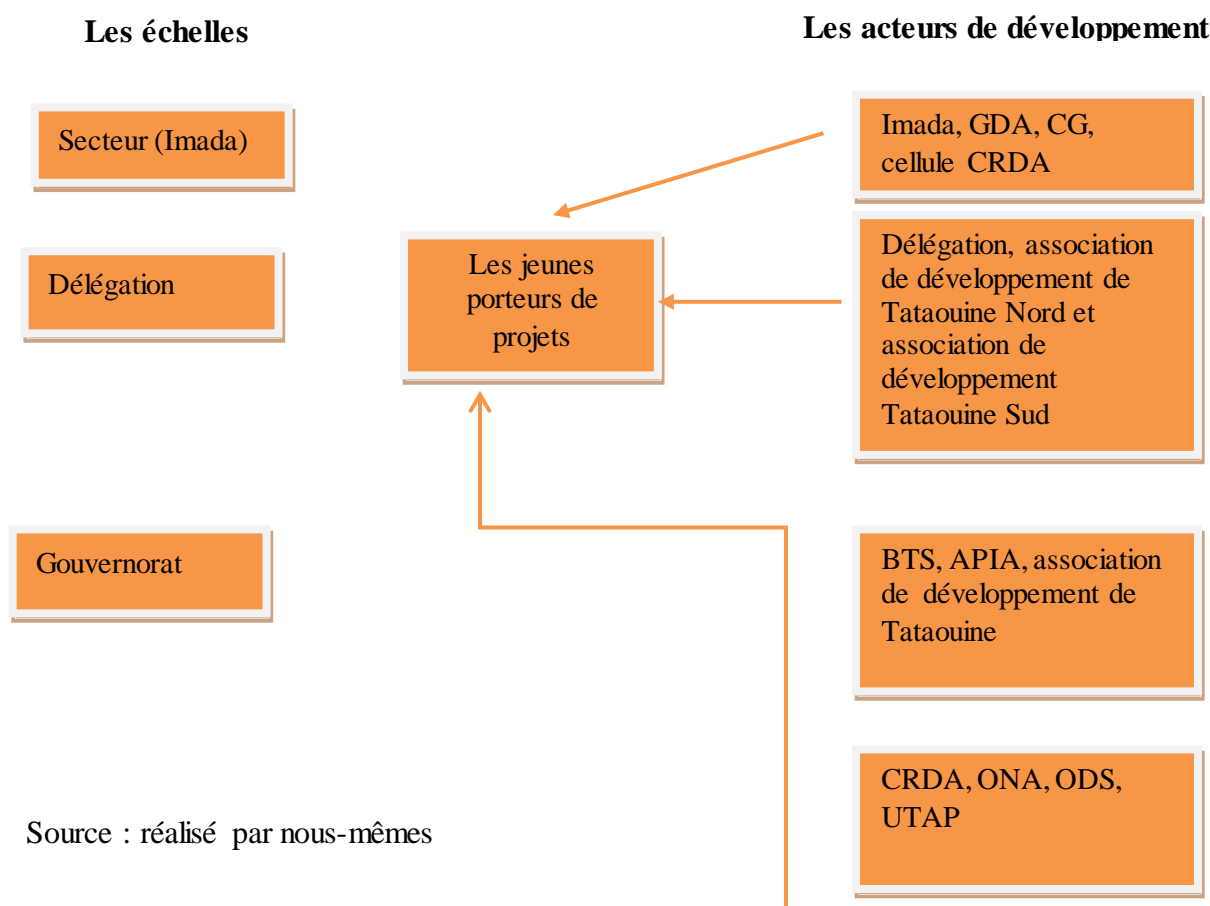 Les échelles
Les acteurs de développement
Secteur (Imada)
Imada, GDA, CG,
cellule CRDA
Délégation
Les jeunes
porteurs de
projets
Délégation, association
de développement de
Tataouine Nord et
association de
développement
Tataouine Sud
Gouvernorat
BTS, APIA, association
de développement de
Tataouine
CRDA, ONA, ODS,
UTAP
Source : réalisé par nous-mêmes